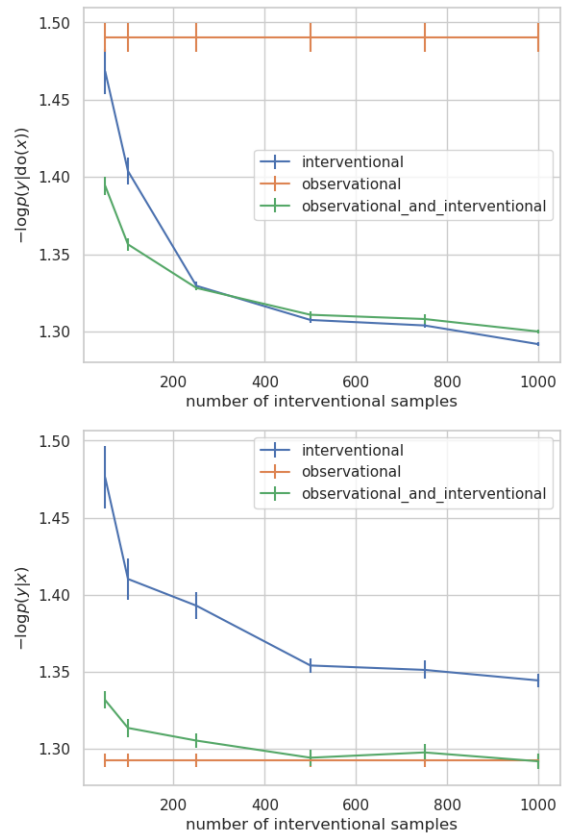 1.50
1.45
1.40
1.35
1.30
−logp(y|do(x))
interventional
observational
observational_and_interventional
200 400 600 800 1000
number of interventional samples
1.50
1.45
1.40
1.35
1.30
−logp(y|x)
interventional
observational
observational_and_interventional
200 400 600 800 1000
number of interventional samples